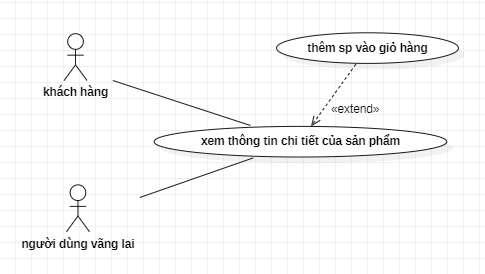 thêm sp vào giỏ hàng
khách hàng
«extend»
xem thông tin chi tiết của sản phẩm
người dùng vãng lai